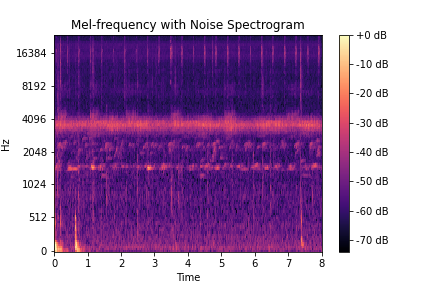 Mel-frequency with Noise Spectrogram
Hz
16384
8192
4096
2048
1024
512
0
0 1 2 3 4 5 6 7 8
Time
+0 dB
-10 dB
-20 dB
-30 dB
-40 dB
-50 dB
-60 dB
-70 dB